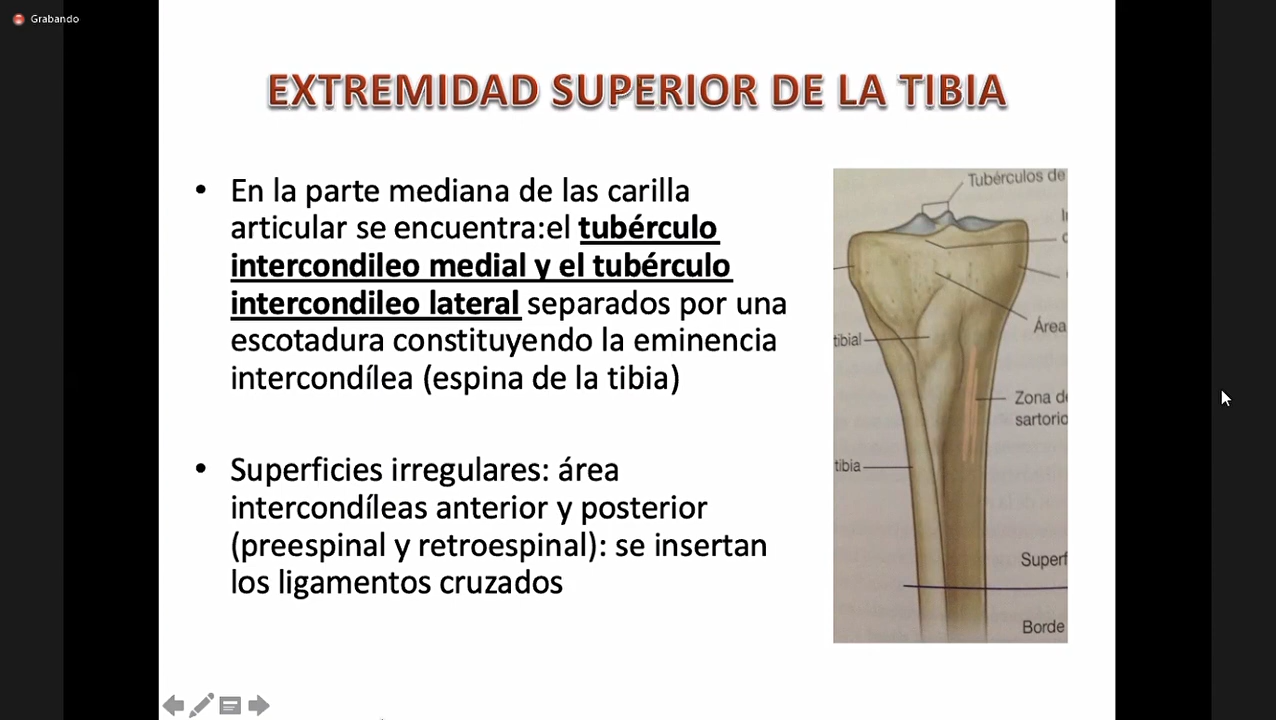 Grabando
EXTREMIDAD SUPERIOR DE LA TIBIA
• En la parte mediana de las carilla
articular se encuentra:el tubérculo
intercondileo medial y el tubérculo
intercondileo lateral separados por una
escotadura constituyendo la eminencia
intercondílea (espina de la tibia)
• Superficies irregulares: área
intercondíleas anterior y posterior
(preespinal y retroespinal): se insertan
los ligamentos cruzados
Tubérculos de
Área
tibial
Zona de
sartorio
tibia
Superf
Borde